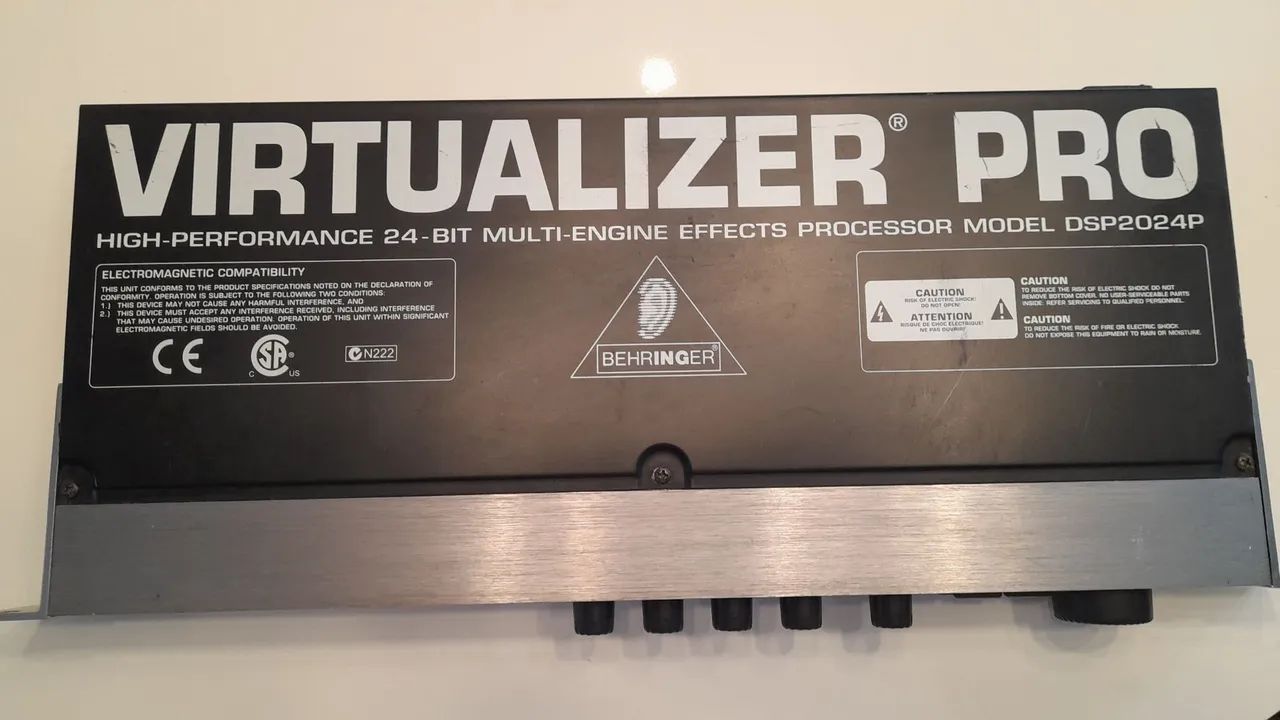 VIRTUALIZER® PRO
HIGH-PERFORMANCE 24-BIT MULTI-ENGINE EFFECTS PROCESSOR MODEL DSP2024P
ELECTROMAGNETIC COMPATIBILITY
THIS UNIT CONFORMS TO THE PRODUCT SPECIFICATIONS NOTED ON THE DECLARATION OF
CONFORMITY. OPERATION IS SUBJECT TO THE FOLLOWING TWO CONDITIONS:
1.) THIS DEVICE MAY NOT CAUSE ANY HARMFUL INTERFERENCE, AND
2.) THIS DEVICE MUST ACCEPT ANY INTERFERENCE RECEIVED, INCLUDING INTERFERENCE
THAT MAY CAUSE UNDESIRED OPERATION. OPERATION OF THIS UNIT WITHIN SIGNIFICANT
ELECTROMAGNETIC FIELDS SHOULD BE AVOIDED.
CE
C SA® US
N222
BEHRINGER®
CAUTION
RISK OF ELECTRIC SHOCK!
DO NOT OPEN!
ATTENTION
RISQUE DE CHOC ELECTRIQUE!
NE PAS OUVRIR!
CAUTION
TO REDUCE THE RISK OF ELECTRIC SHOCK DO NOT
REMOVE BOTTOM COVER. NO USER-SERVICEABLE PARTS
INSIDE. REFER SERVICING TO QUALIFIED PERSONNEL.
CAUTION
TO REDUCE THE RISK OF FIRE OR ELECTRIC SHOCK
DO NOT EXPOSE THIS EQUIPMENT TO RAIN OR MOISTURE.